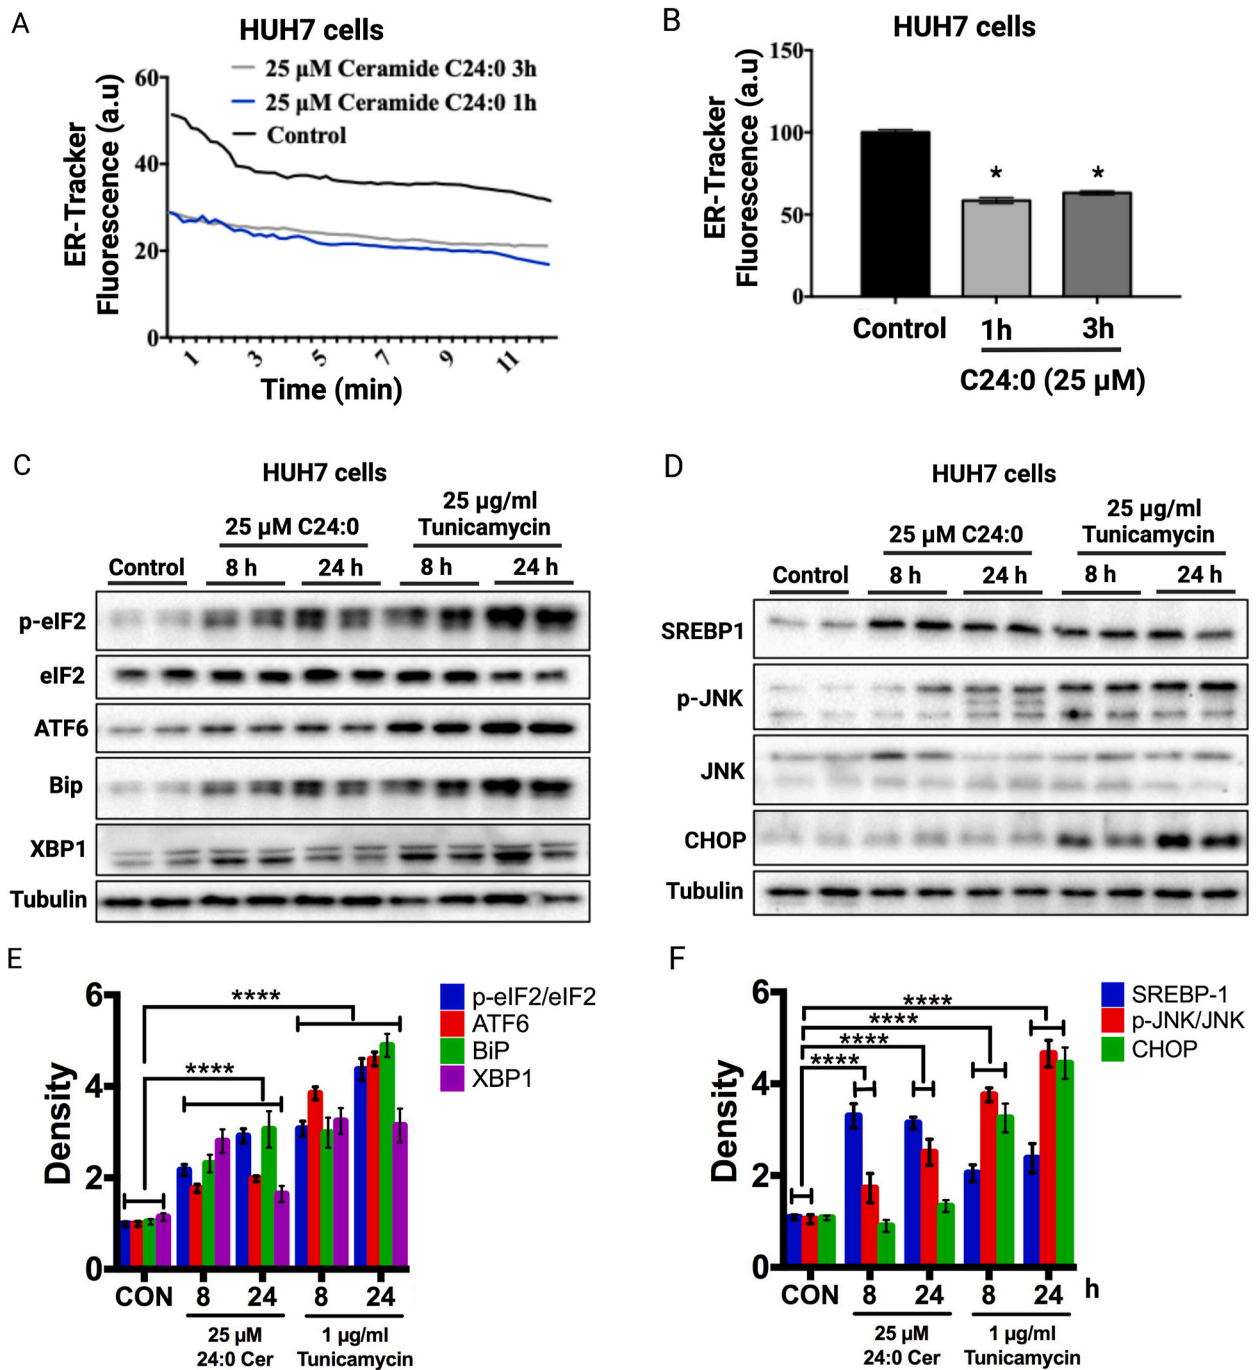 A
HUH7 cells
25 µM Ceramide C24:0 3h
25 µM Ceramide C24:0 1h
Control
ER-Tracker
Fluorescence (a.u)
60
40
20
0
1 3 5 7 9 11
Time (min)
B
HUH7 cells
ER-Tracker
Fluorescence (a.u)
150
100
50
0
* *
Control 1h 3h
C24:0 (25 µM)
C
HUH7 cells
25 µM C24:0
25 µg/ml
Tunicamycin
Control 8 h 24 h 8 h 24 h
p-eIF2
eIF2
ATF6
Bip
XBP1
Tubulin
D
HUH7 cells
25 µM C24:0
25 µg/ml
Tunicamycin
Control 8 h 24 h 8 h 24 h
SREBP1
p-JNK
JNK
CHOP
Tubulin
E
Density
6
4
2
0
****
****
p-eIF2/eIF2
ATF6
BiP
XBP1
CON 8 24 8 24
25 µM
24:0 Cer
1 µg/ml
Tunicamycin
F
Density
6
4
2
0
****
****
****
****
SREBP-1
p-JNK/JNK
CHOP
CON 8 24 8 24 h
25 µM
24:0 Cer
1 µg/ml
Tunicamycin